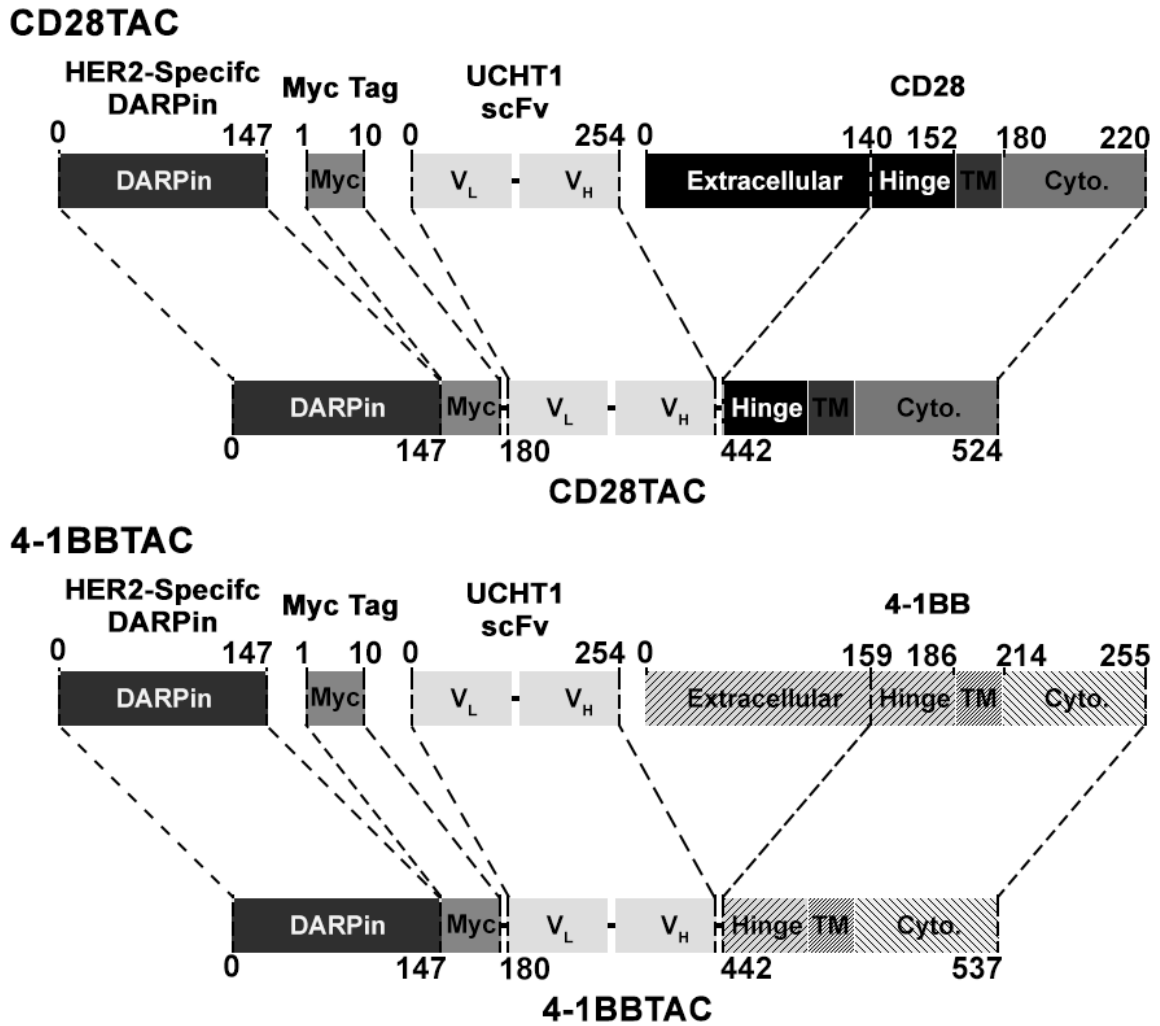 CD28TAC
HER2-Specifc
DARPin
Myc Tag
UCHT1
scFv
CD28
0 147 1 10 0 254 0 140 152 180 220
DARPin Myc VL VH Extracellular Hinge TM Cyto.
DARPin Myc VL VH Hinge TM Cyto.
0 147 180 442 524
CD28TAC
4-1BBTAC
HER2-Specifc
DARPin
Myc Tag
UCHT1
scFv
4-1BB
0 147 1 10 0 254 0 159 186 214 255
DARPin Myc VL VH Extracellular Hinge TM Cyto.
DARPin Myc VL VH Hinge TM Cyto.
0 147 180 442 537
4-1BBTAC